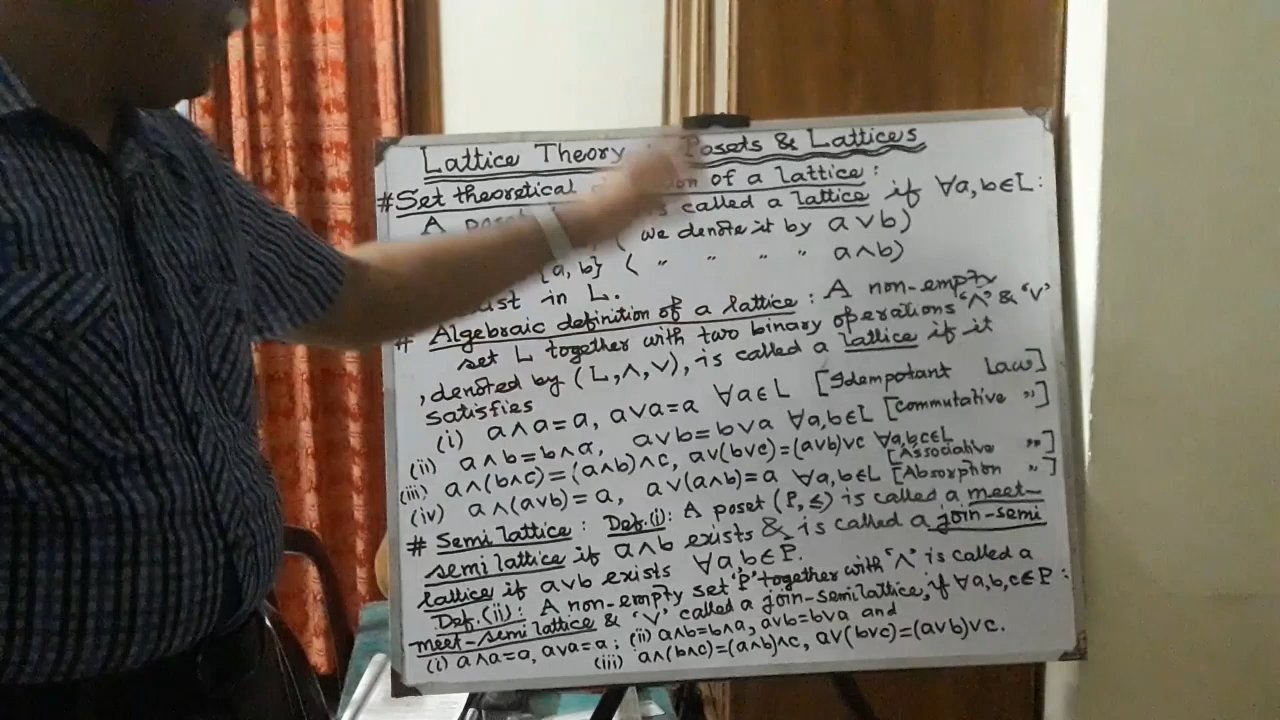 Lattice Theory : Posets & Lattices
# Set theoretical of a lattice :
A is called a lattice if ∀a,b∈L:
( we denote it by a∨b)
{a, b} ( " " " " a∧b)
in L.
# Algebraic definition of a lattice : A non-empty
set L together with two binary operations '∧' & '∨'
, denoted by (L,∧,∨), is called a lattice if it
satisfies
(i) a∧a=a, a∨a=a ∀a∈L [Idempotant Law]
(ii) a∧b=b∧a, a∨b=b∨a ∀a,b∈L [Commutative "]
(iii) a∧(b∧c)=(a∧b)∧c, a∨(b∨c)=(a∨b)∨c ∀a,b,c∈L [Associative "]
(iv) a∧(a∨b)=a, a∨(a∧b)=a ∀a,b∈L [Absorption "]
# Semi lattice : Def.(i): A poset (P,≤) is called a meet-
semi lattice if a∧b exists & is called a join-semi
lattice if a∨b exists ∀a,b∈P.
Def.(ii): A non-empty set 'P' together with '∧' is called a
meet-semi lattice & '∨' called a join-semilattice, if ∀a,b,c∈P :
(i) a∧a=a, a∨a=a ; (ii) a∧b=b∧a, a∨b=b∨a and
(iii) a∧(b∧c)=(a∧b)∧c, a∨(b∨c)=(a∨b)∨c.